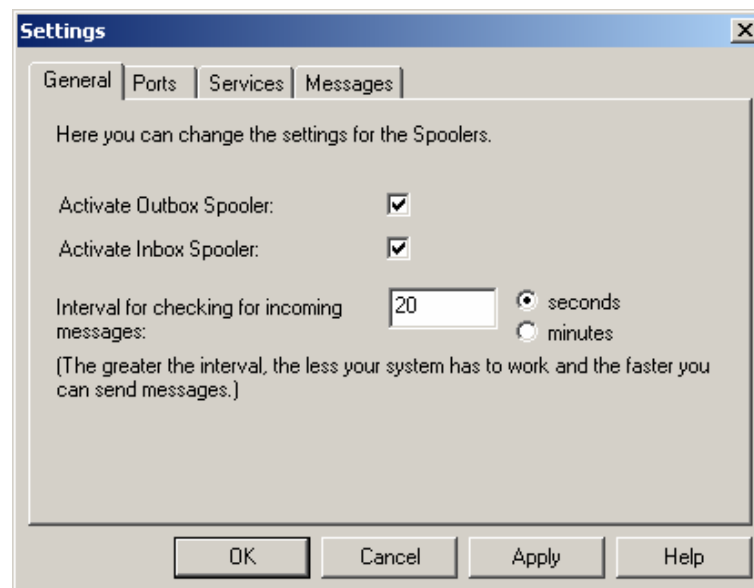 Settings
General Ports Services Messages
Here you can change the settings for the Spoolers.
Activate Outbox Spooler:
Activate Inbox Spooler:
Interval for checking for incoming
messages:
20
seconds
minutes
(The greater the interval, the less your system has to work and the faster you
can send messages.)
OK Cancel Apply Help